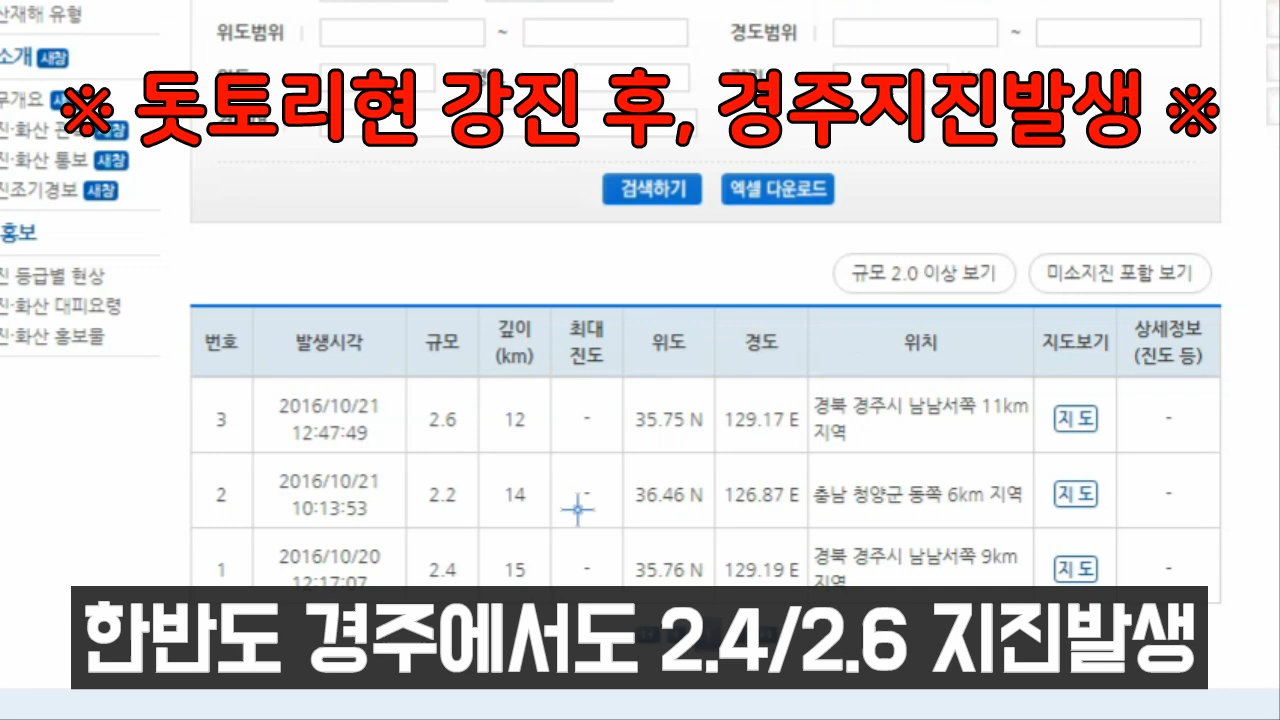 산재해 유형
소개 새창
무개요
위도범위 ~
경도범위 ~
※ 돗토리현 강진 후, 경주지진발생 ※
진·화산 새창
진·화산 통보 새창
진조기경보 새창
홍보
진 등급별 현상
진·화산 대피요령
진·화산 홍보물
검색하기 엑셀 다운로드
규모 2.0 이상 보기 미소지진 포함 보기
번호 발생시각 규모 깊이(km) 최대진도 위도 경도 위치 지도보기 상세정보(진도 등)
3 2016/10/21 12:47:49 2.6 12 - 35.75 N 129.17 E 경북 경주시 남남서쪽 11km 지역 지도 -
2 2016/10/21 10:13:53 2.2 14 - 36.46 N 126.87 E 충남 청양군 동쪽 6km 지역 지도 -
1 2016/10/20 12:17:07 2.4 15 - 35.76 N 129.19 E 경북 경주시 남남서쪽 9km 지역 지도 -
한반도 경주에서도 2.4/2.6 지진발생